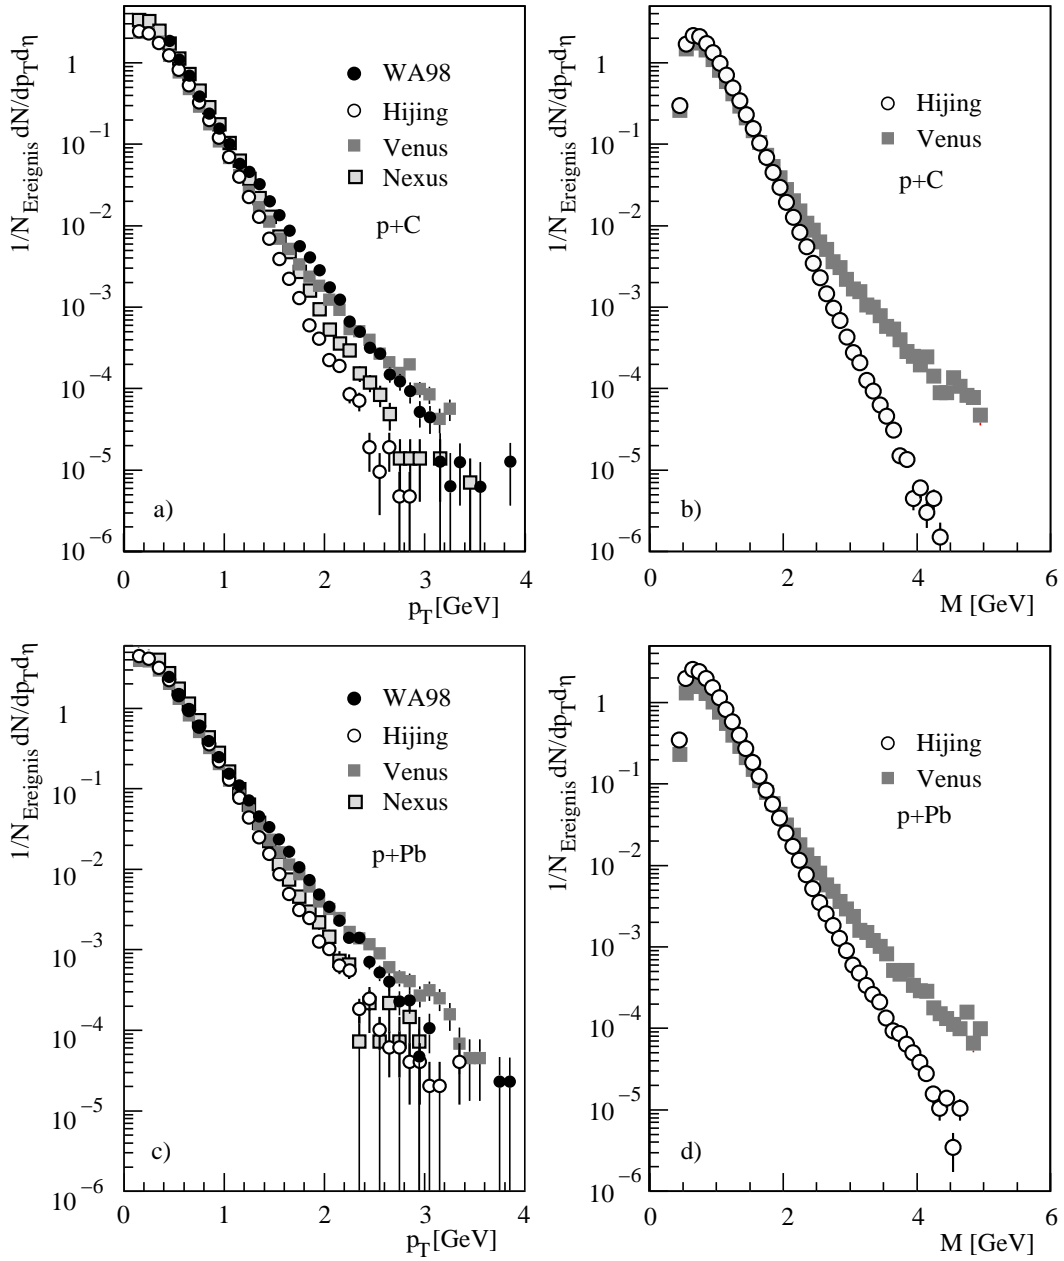 1/N_Ereignis dN/dp_T dη
1
10^−1
10^−2
10^−3
10^−4
10^−5
10^−6
WA98
Hijing
Venus
Nexus
p+C
a)
0 1 2 3 4
p_T [GeV]
1/N_Ereignis dN/dp_T dη
1
10^−1
10^−2
10^−3
10^−4
10^−5
10^−6
Hijing
Venus
p+C
b)
0 2 4 6
M [GeV]
1/N_Ereignis dN/dp_T dη
1
10^−1
10^−2
10^−3
10^−4
10^−5
10^−6
WA98
Hijing
Venus
Nexus
p+Pb
c)
0 1 2 3 4
p_T [GeV]
1/N_Ereignis dN/dp_T dη
1
10^−1
10^−2
10^−3
10^−4
10^−5
10^−6
Hijing
Venus
p+Pb
d)
0 2 4 6
M [GeV]